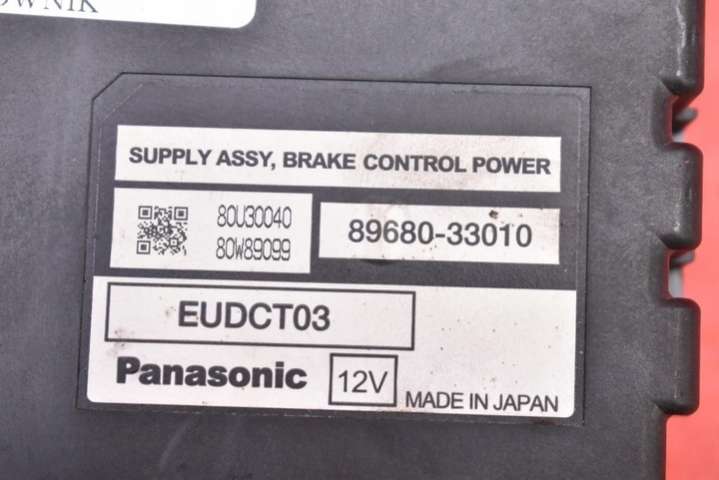 SUPPLY ASSY, BRAKE CONTROL POWER
80U30040
80W89099
89680-33010
EUDCT03
Panasonic
12V
MADE IN JAPAN